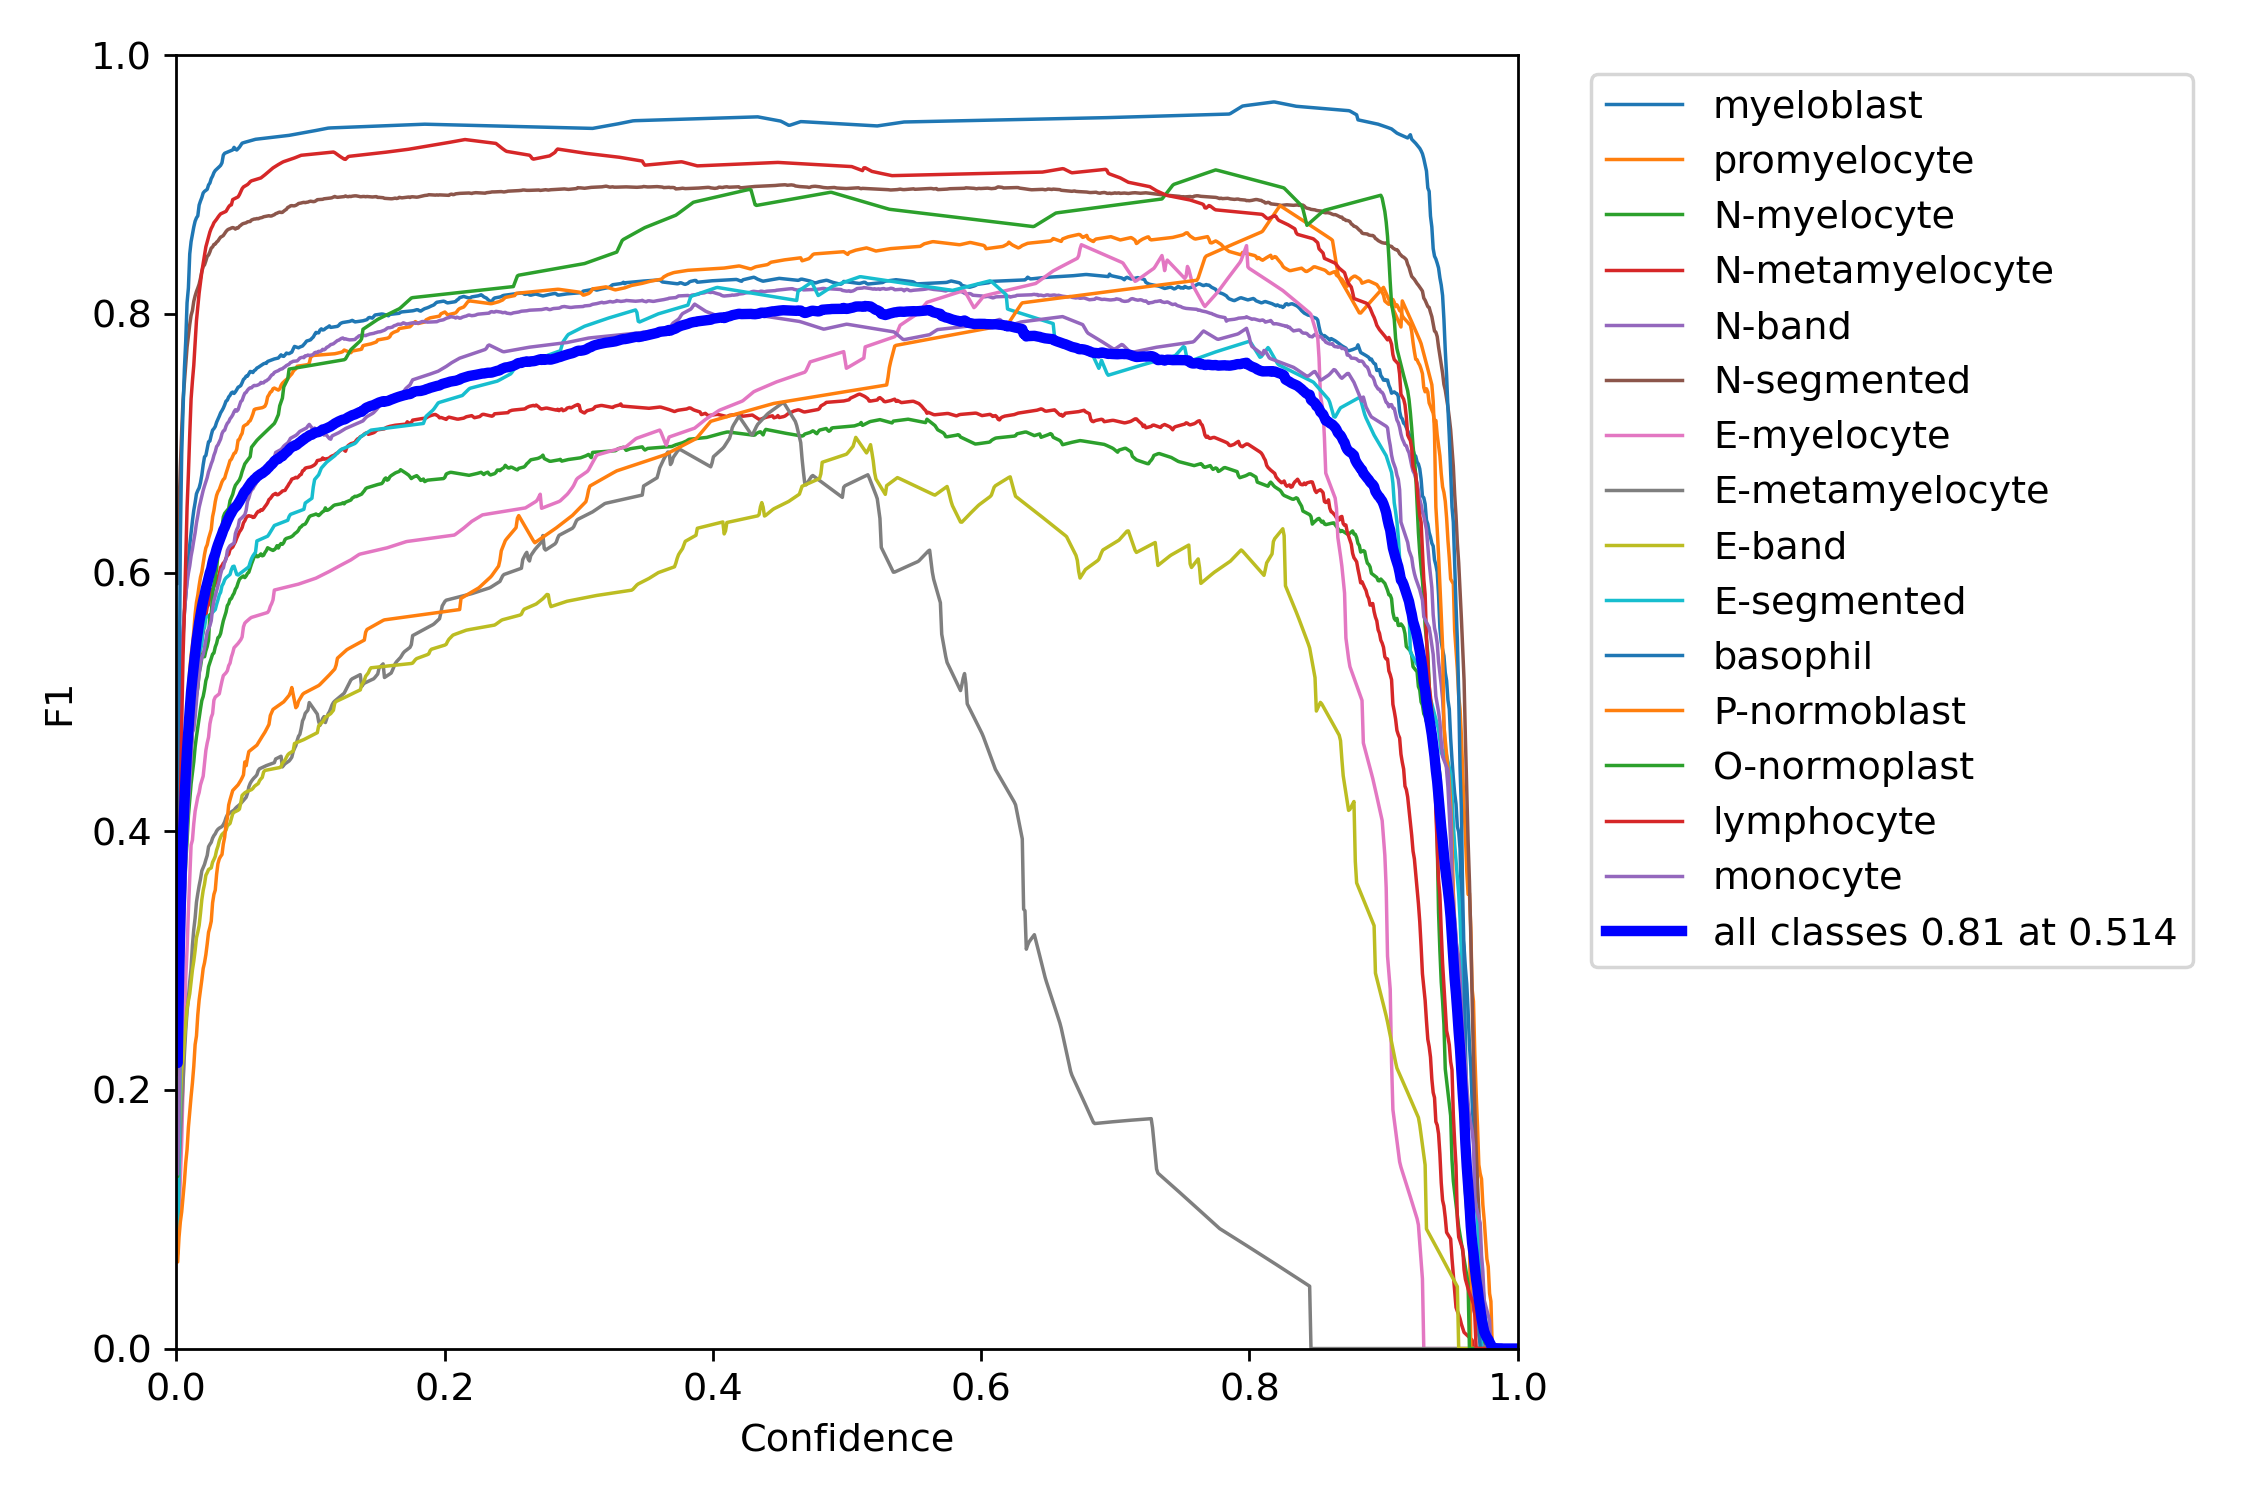 1.0
0.8
0.6
0.4
0.2
0.0
F1
0.0 0.2 0.4 0.6 0.8 1.0
Confidence
myeloblast
promyelocyte
N-myelocyte
N-metamyelocyte
N-band
N-segmented
E-myelocyte
E-metamyelocyte
E-band
E-segmented
basophil
P-normoblast
O-normoplast
lymphocyte
monocyte
all classes 0.81 at 0.514